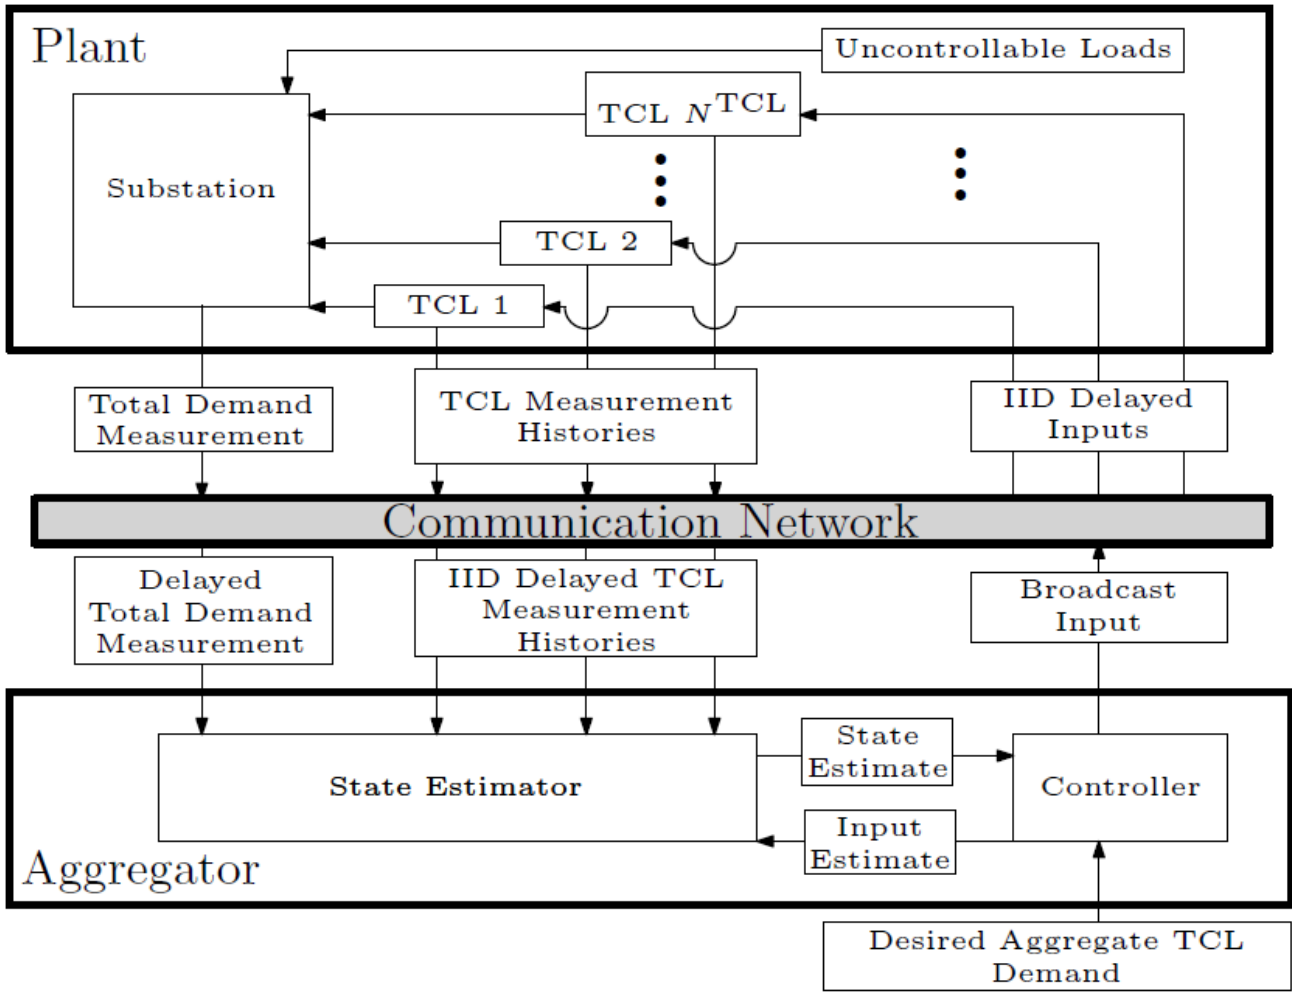 Plant
Uncontrollable Loads
TCL N^TCL
Substation
TCL 2
TCL 1
Total Demand
Measurement
TCL Measurement
Histories
IID Delayed
Inputs
Communication Network
Delayed
Total Demand
Measurement
IID Delayed TCL
Measurement
Histories
Broadcast
Input
State Estimator
State
Estimate
Controller
Input
Estimate
Aggregator
Desired Aggregate TCL
Demand